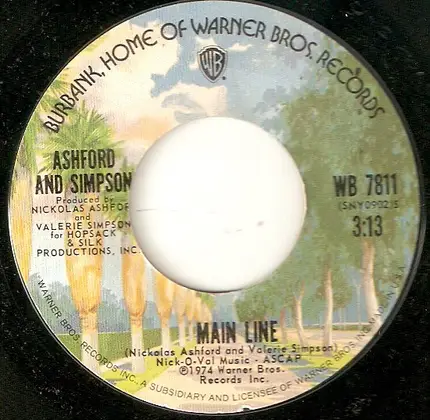 BURBANK, HOME OF WARNER BROS. RECORDS
WB
ASHFORD
AND SIMPSON
Produced by
NICKOLAS ASHFOR
and
VALERIE SIMPSON
for HOPSACK
& SILK
PRODUCTIONS, INC.
WB 7811
(SNY0902)S
3:13
MAIN LINE
(Nickolas Ashford and Valerie Simpson)
Nick-O-Val Music - ASCAP
℗1974 Warner Bros.
Records Inc.
WARNER BROS. RECORDS INC., A SUBSIDIARY AND LICENSEE OF WARNER BROS. INC. MADE IN U.S.A.